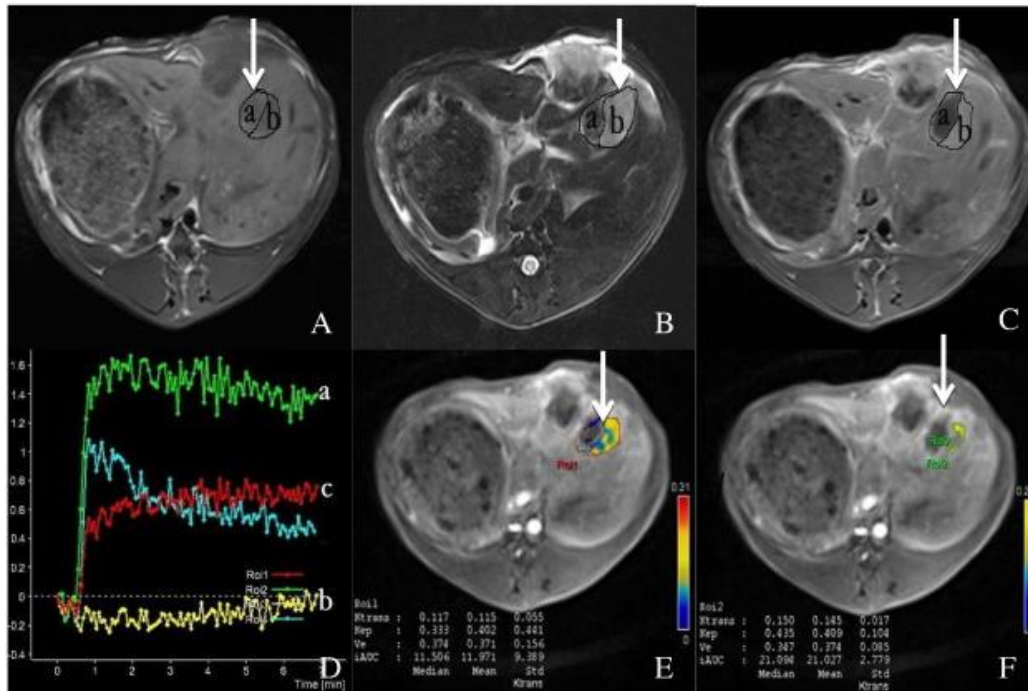 a b
a b
a b
A
B
C
1.6
1.4
1.2
1
0.8
0.6
0.4
0.2
0
-0.2
-0.4
a
c
b
Roi1
Roi2
0 1 2 3 4 5 6
D
Time [min]
Roi1
0.31
0
Roi1
Ktrans : 0.117 0.115 0.055
Kep : 0.333 0.402 0.441
Ve : 0.374 0.371 0.156
iAUC : 11.506 11.971 9.389
Median Mean Std
Ktrans
E
Roi2
Ktrans : 0.150 0.145 0.017
Kep : 0.435 0.409 0.104
Ve : 0.347 0.374 0.085
iAUC : 21.094 21.027 2.779
Median Mean Std
Ktrans
F